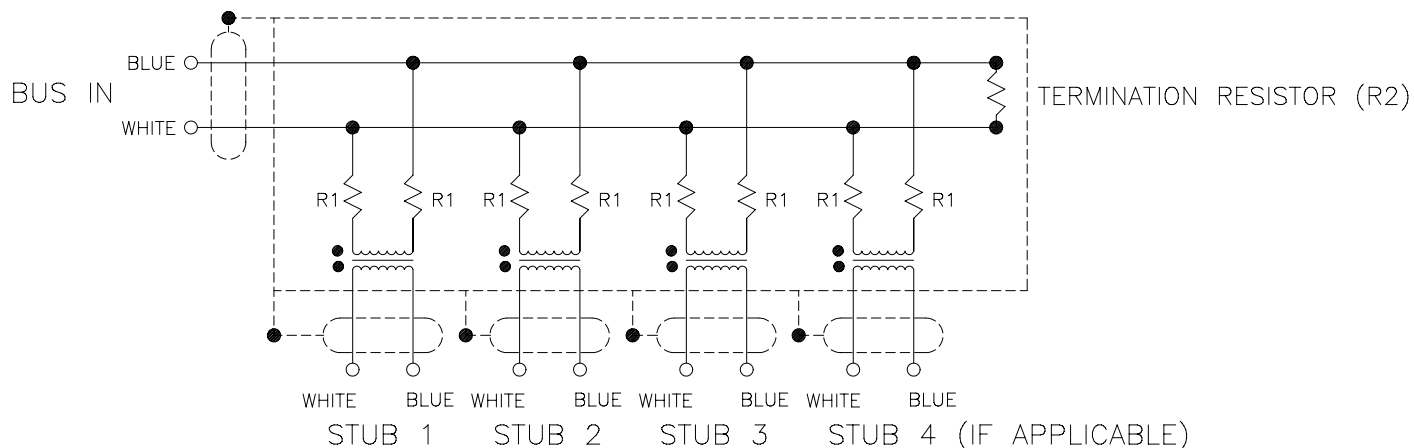 BLUE
BUS IN
TERMINATION RESISTOR (R2)
WHITE
R1 R1 R1 R1 R1 R1 R1 R1
WHITE BLUE WHITE BLUE WHITE BLUE WHITE BLUE
STUB 1 STUB 2 STUB 3 STUB 4 (IF APPLICABLE)